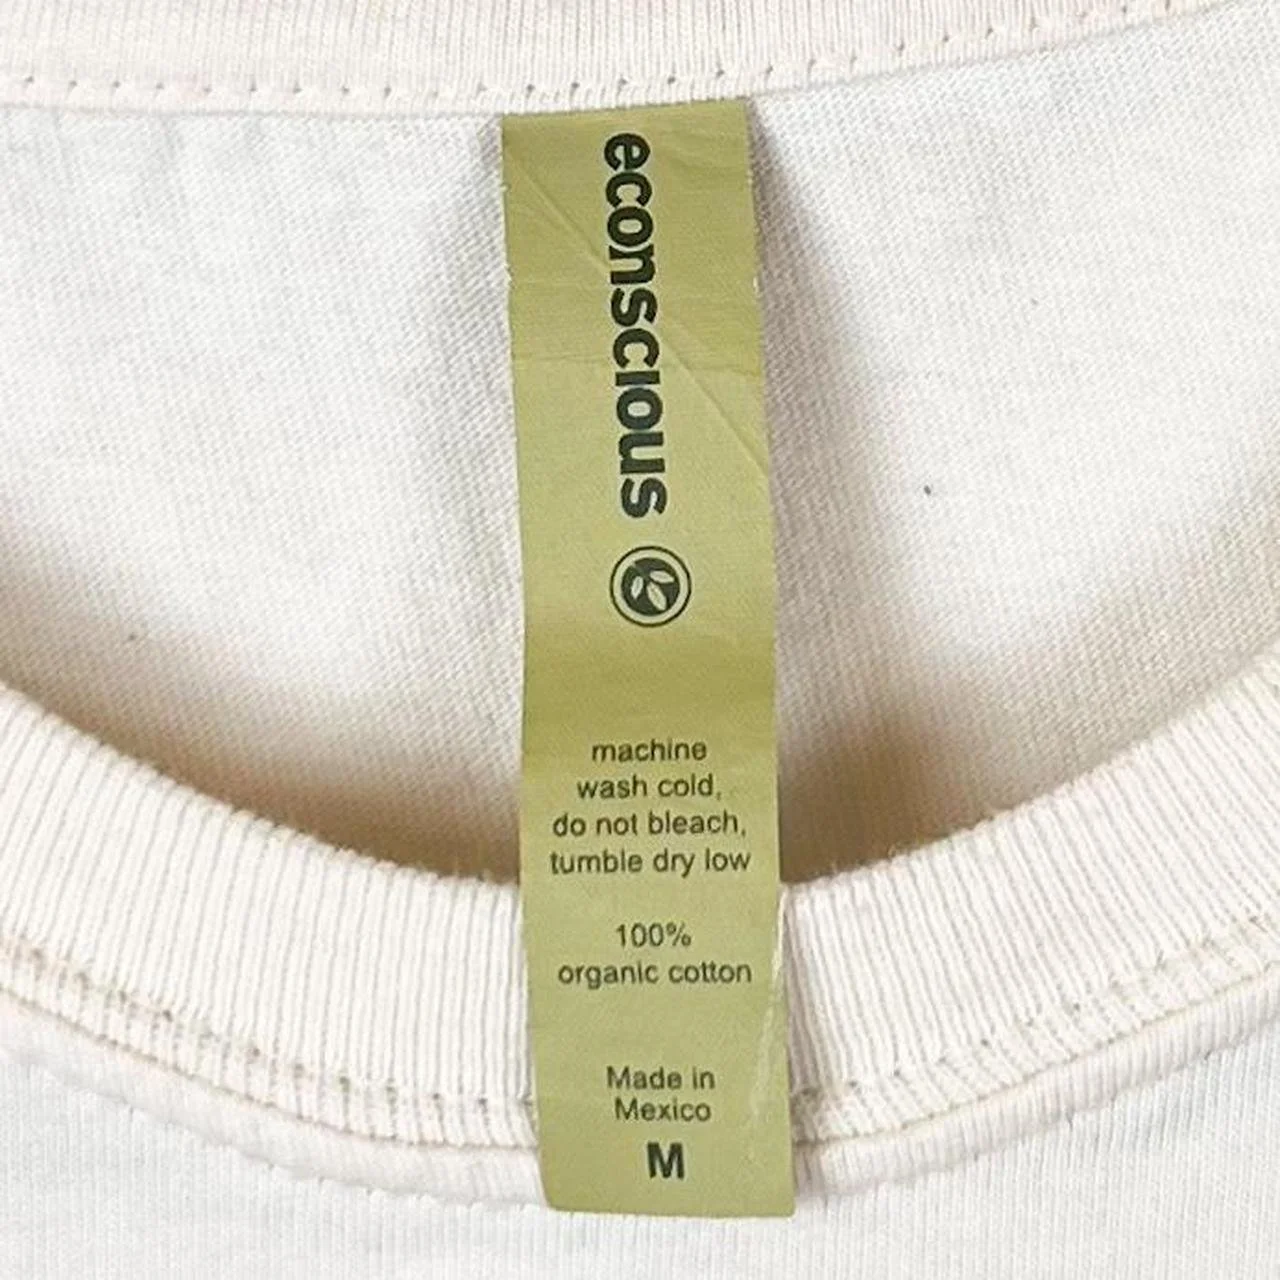 econscious
machine
wash cold,
do not bleach,
tumble dry low
100%
organic cotton
Made in
Mexico
M